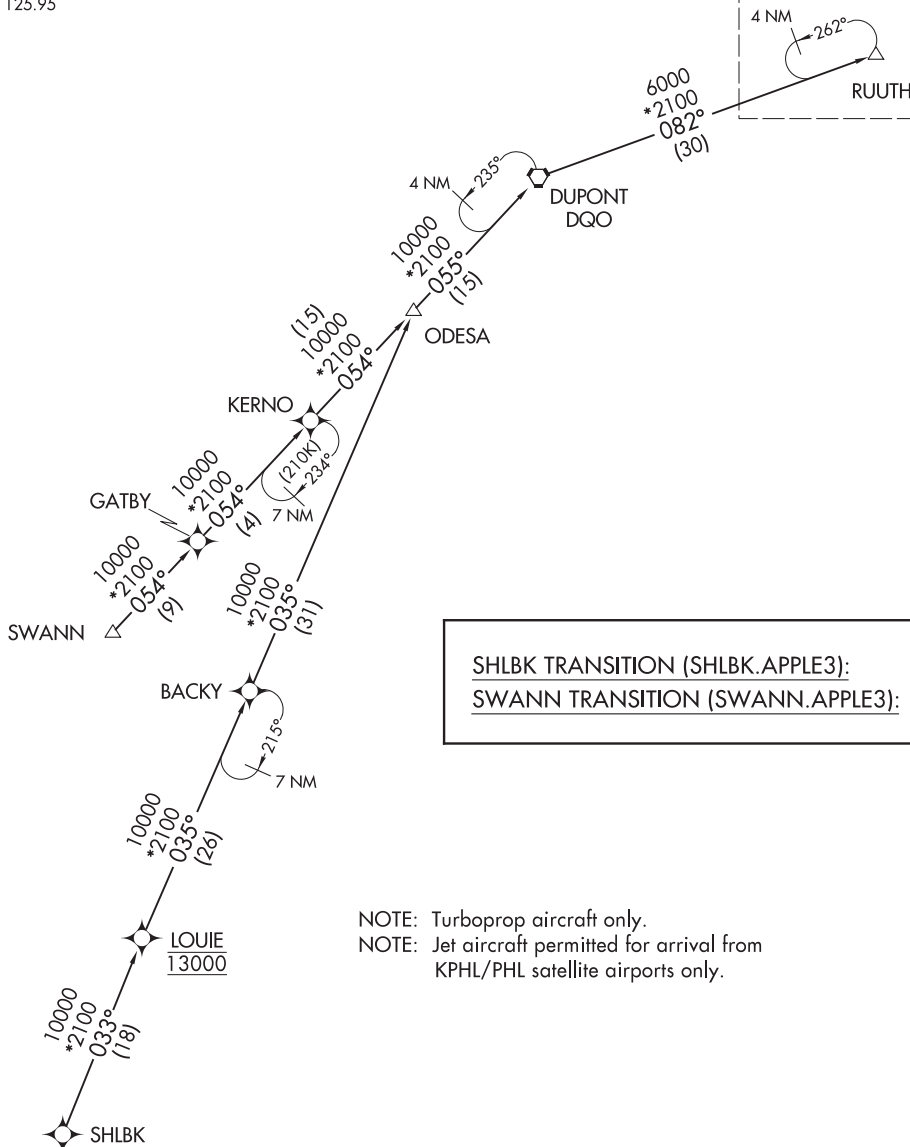 125.95
4 NM
262°
RUUTH
6000
*2100
082°
(30)
4 NM
235°
DUPONT
DQO
10000
*2100
055°
(15)
ODESA
(15)
10000
*2100
054°
KERNO
(210K)
234°
7 NM
10000
*2100
054°
(4)
GATBY
10000
*2100
054°
(9)
SWANN
10000
*2100
035°
(31)
SHLBK TRANSITION (SHLBK.APPLE3):
SWANN TRANSITION (SWANN.APPLE3):
BACKY
215°
7 NM
10000
*2100
035°
(26)
LOUIE
13000
NOTE: Turboprop aircraft only.
NOTE: Jet aircraft permitted for arrival from
KPHL/PHL satellite airports only.
10000
*2100
033°
(18)
SHLBK